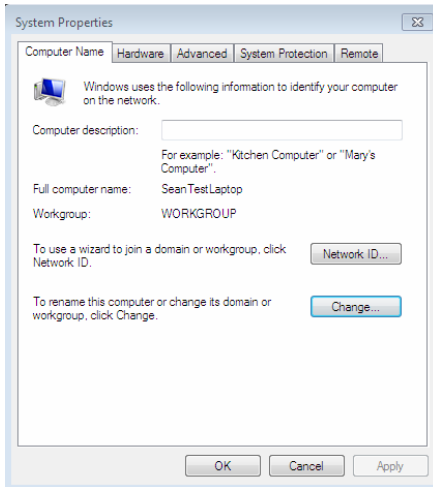 System Properties
Computer Name Hardware Advanced System Protection Remote
Windows uses the following information to identify your computer
on the network.
Computer description:
For example: "Kitchen Computer" or "Mary's
Computer".
Full computer name: SeanTestLaptop
Workgroup: WORKGROUP
To use a wizard to join a domain or workgroup, click
Network ID.
Network ID...
To rename this computer or change its domain or
workgroup, click Change.
Change...
OK Cancel Apply